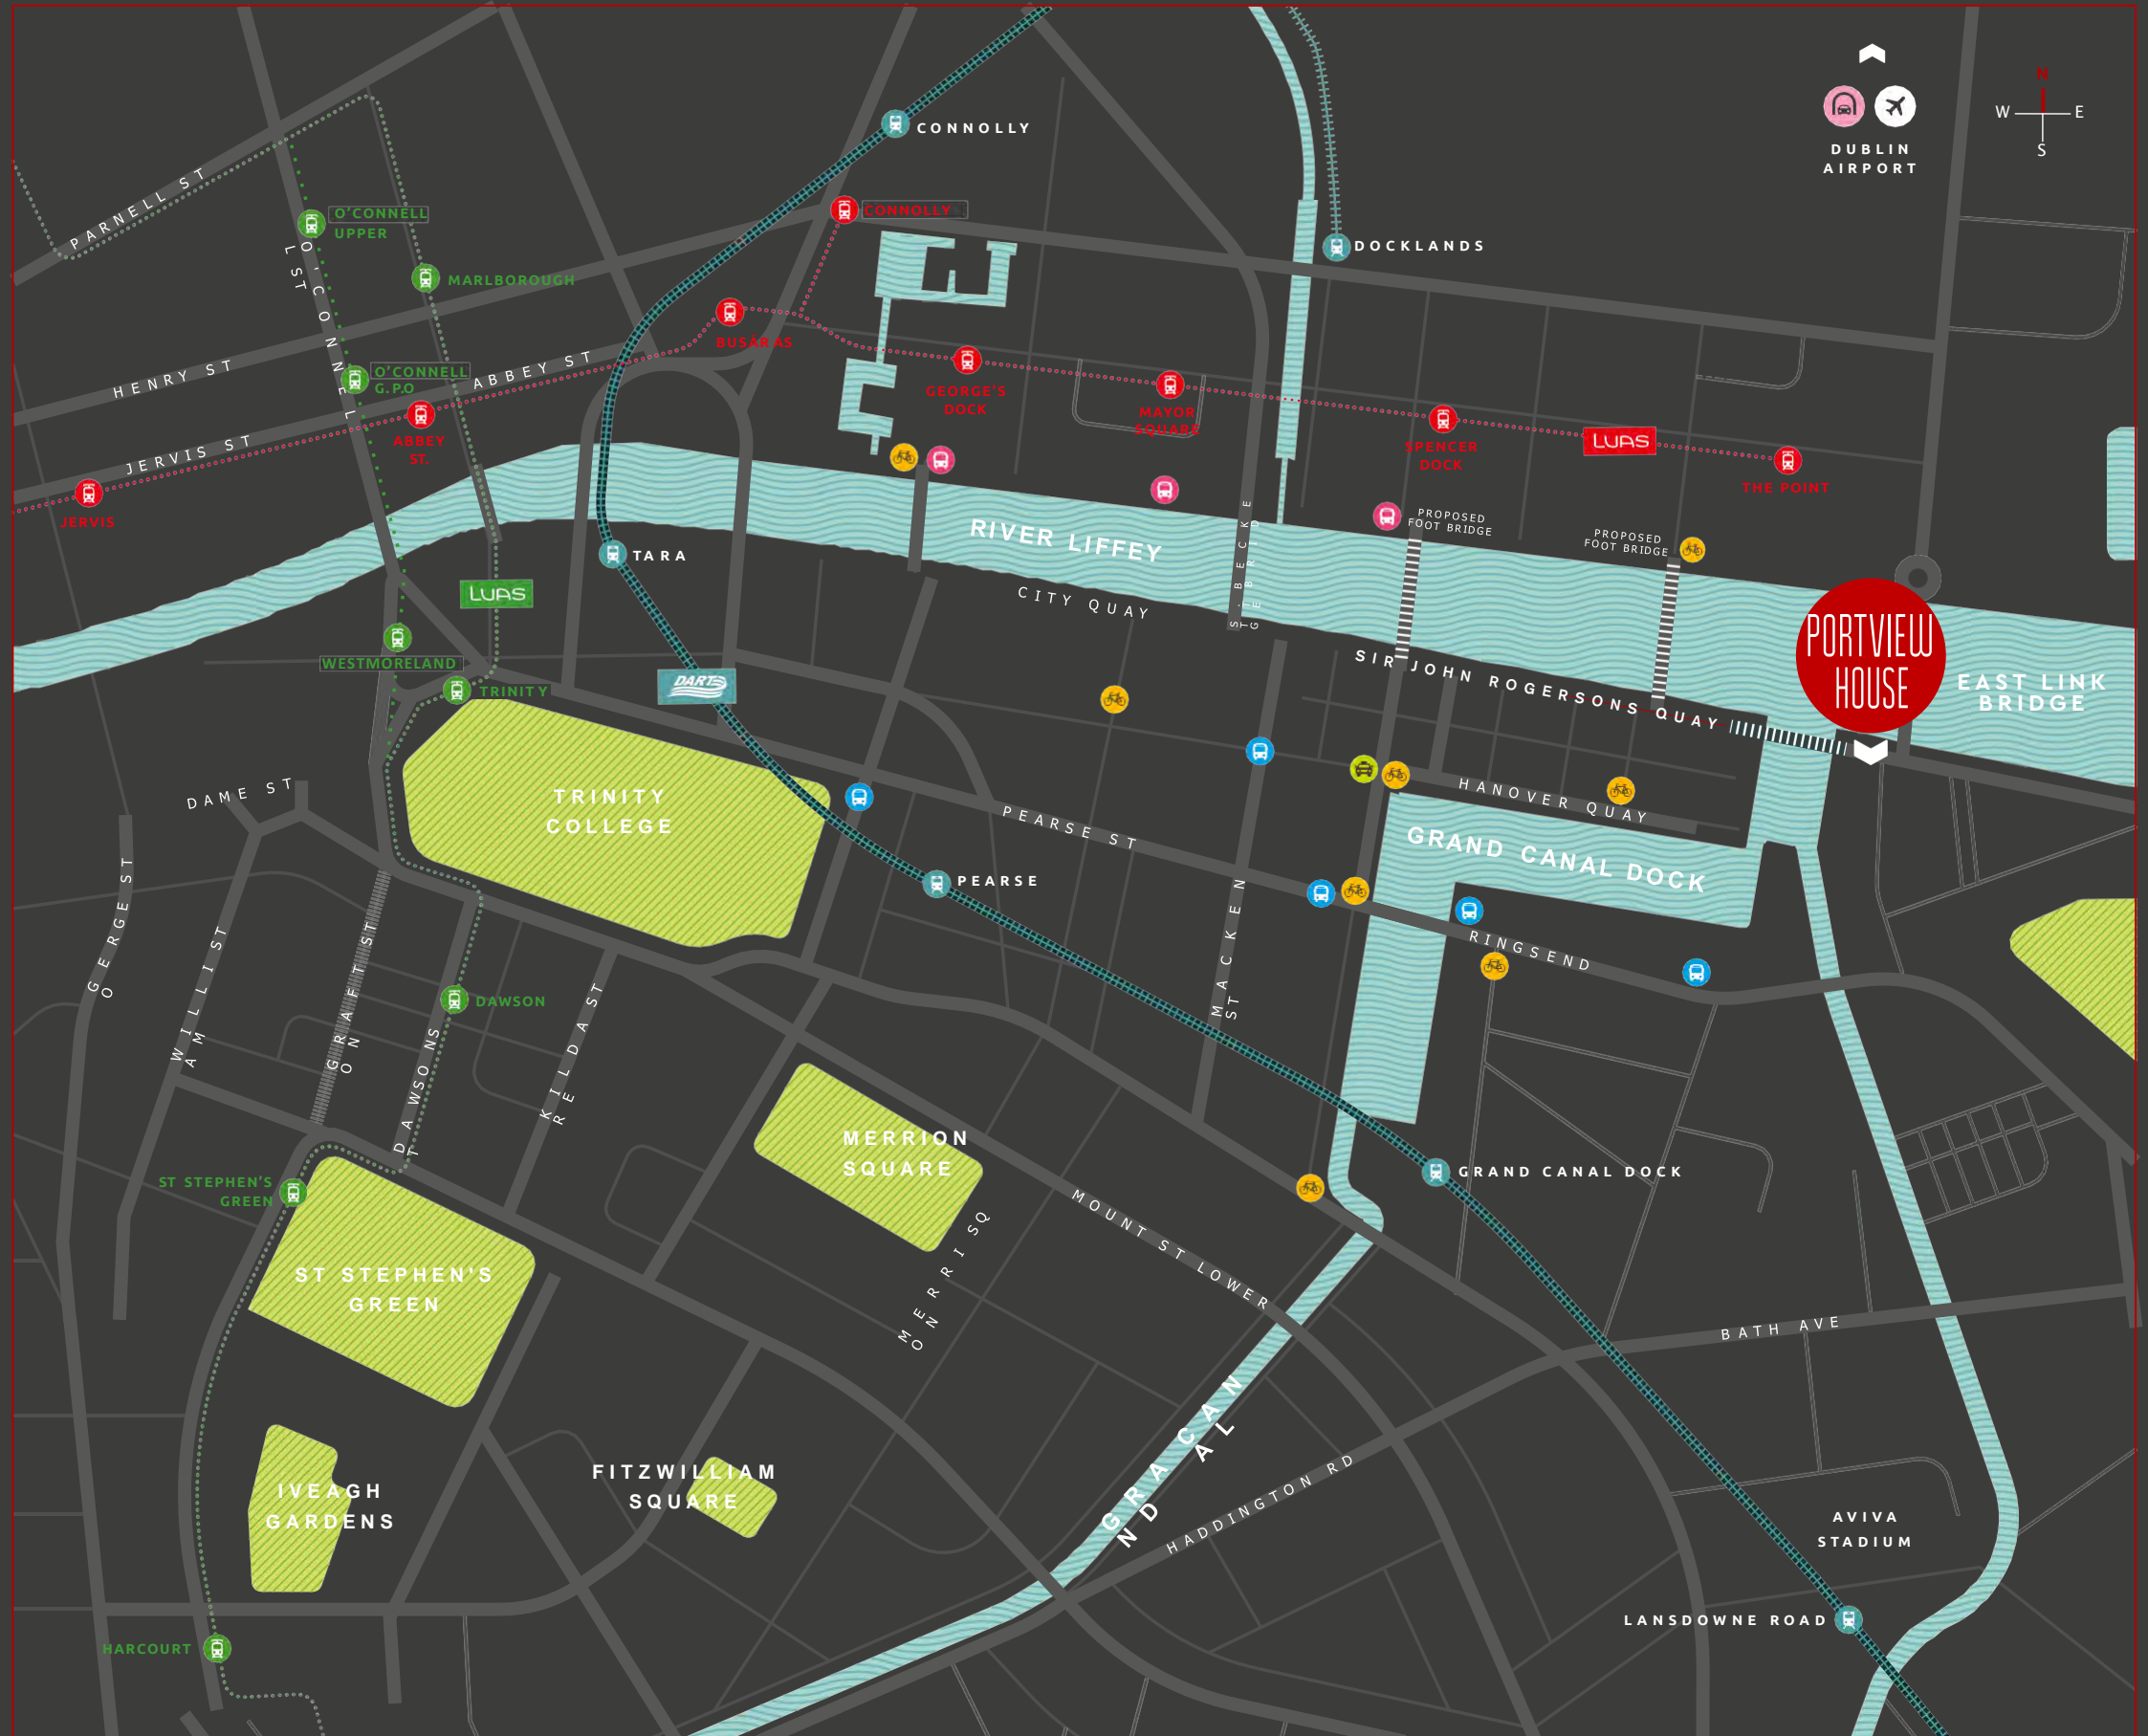 N
W E
S
DUBLIN
AIRPORT
CONNOLLY
PARNELL ST
O'CONNELL
UPPER
CONNOLLY
DOCKLANDS
MARLBOROUGH
O'CONNELL ST
BUSÁRAS
HENRY ST
O'CONNELL
G.P.O
ABBEY ST
GEORGE'S
DOCK
MAYOR
SQUARE
ABBEY
ST.
JERVIS ST
SPENCER
DOCK
LUAS
THE POINT
JERVIS
PROPOSED
FOOT BRIDGE
PROPOSED
FOOT BRIDGE
RIVER LIFFEY
TARA
LUAS
CITY QUAY
ST BECKET BRIDGE
WESTMORELAND
TRINITY
DART
SIR JOHN ROGERSONS QUAY
PORTVIEW
HOUSE
EAST LINK
BRIDGE
DAME ST
TRINITY
COLLEGE
PEARSE ST
HANOVER QUAY
GRAND CANAL DOCK
GEORGE ST
PEARSE
MACKEN ST
RINGSEND
WILLIAM ST
GRAFTON ST
DAWSON
DAWSON ST
KILDARE ST
MERRION
SQUARE
GRAND CANAL DOCK
ST STEPHEN'S
GREEN
MOUNT ST LOWER
MERRION SQ
ST STEPHEN'S
GREEN
BATH AVE
GRAND CANAL
FITZWILLIAM
SQUARE
IVEAGH
GARDENS
HADDINGTON RD
AVIVA
STADIUM
LANSDOWNE ROAD
HARCOURT